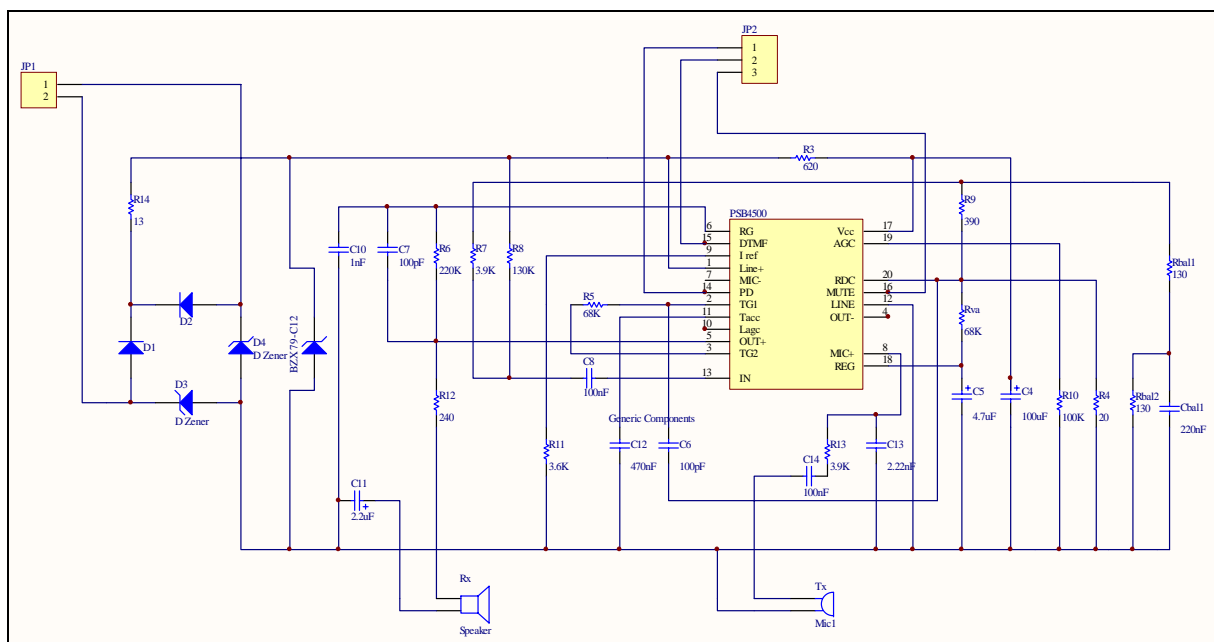 JP1
1
2
JP2
1
2
3
R14
13
D2
D1
D4
D Zener
D3
D Zener
BZX79-C12
C10
1nF
C7
100pF
R6
220K
R7
3.9K
R8
130K
R3
620
R9
390
Rbal1
130
PSB4500
6 RG
15 DTMF
9 I ref
1 Line+
7 MIC-
14 PD
2 TG1
11 Tacc
10 Lagc
5 OUT+
3 TG2
13 IN
Vcc 17
AGC 19
RDC 20
MUTE 16
LINE 12
OUT- 4
MIC+ 8
REG 18
R5
68K
Rva
68K
C8
100nF
R12
240
Generic Components
R11
3.6K
C12
470nF
C6
100pF
C14
100nF
R13
3.9K
C13
2.22nF
C5
4.7uF
C4
100uF
R10
100K
R4
20
Rbal2
130
Cbal1
220nF
C11
2.2uF
Rx
Speaker
Tx
Mic1